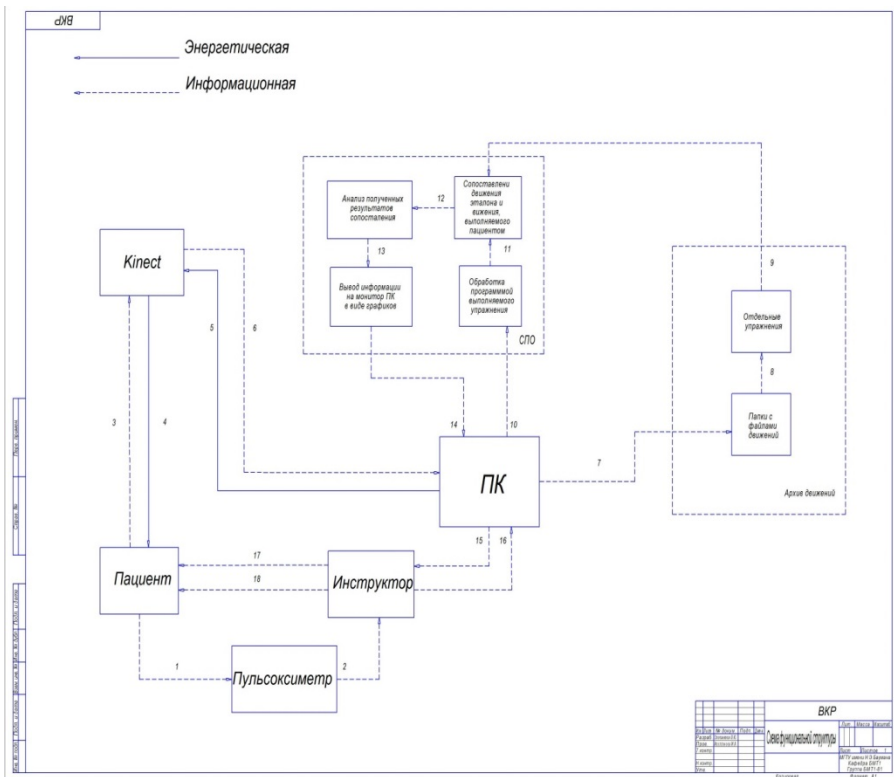 ВКР
Энергетическая
Информационная
Анализ полученных
результатов
сопосталения
12
Сопоставлени
движения
эталона и
вижения,
выполняемого
пациентом
13
11
9
Kinect
Вывод информации
на монитор ПК
в виде графиков
Обработка
программой
выполняемого
упражнения
СПО
Отдельные
упражнения
5
6
8
3
4
14
10
Папки с
файлами
движений
7
ПК
Архив движений
15
16
17
18
Пациент
Инструктор
1
2
Пульсоксиметр
ВКР
Схема функциональной структуры